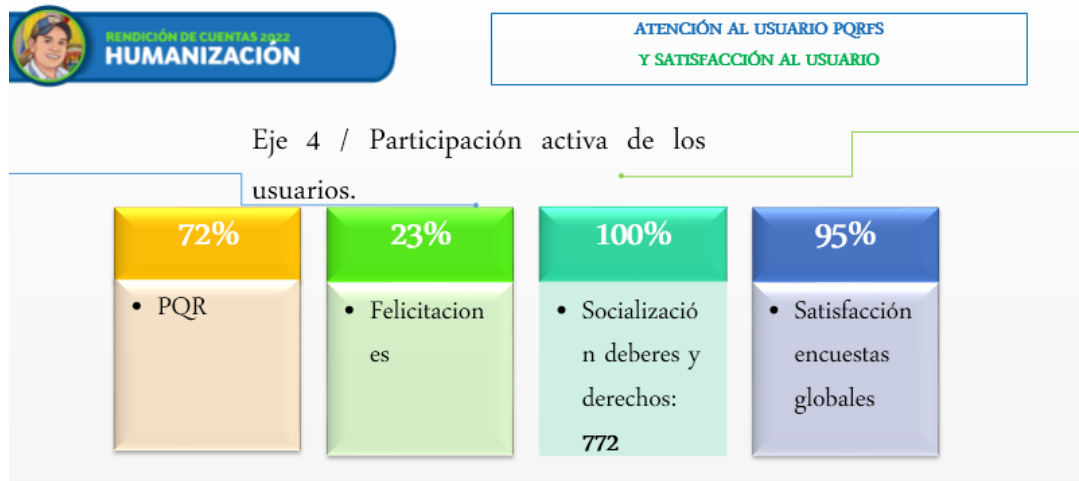 RENDICIÓN DE CUENTAS 2022
HUMANIZACIÓN
ATENCIÓN AL USUARIO PQRFS
Y SATISFACCIÓN AL USUARIO
Eje 4 / Participación activa de los
usuarios.
72%
• PQR
23%
• Felicitacion
es
100%
• Socializació
n deberes y
derechos:
772
95%
• Satisfacción
encuestas
globales